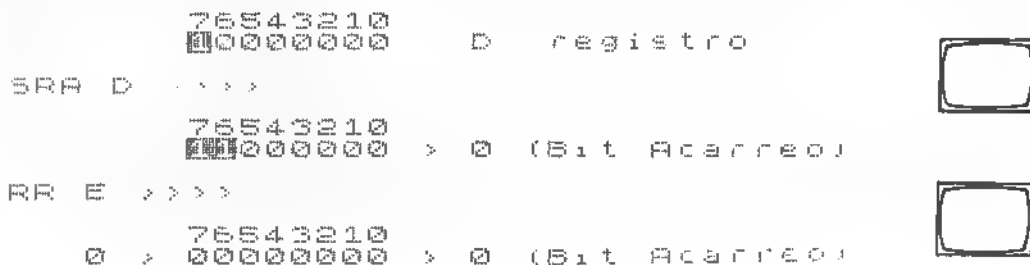 76543210
10000000 D registro
SRA D >>>>
76543210
11000000 > 0 (Bit Acarreo)
RR E >>>>
76543210
0 > 00000000 > 0 (Bit Acarreo)